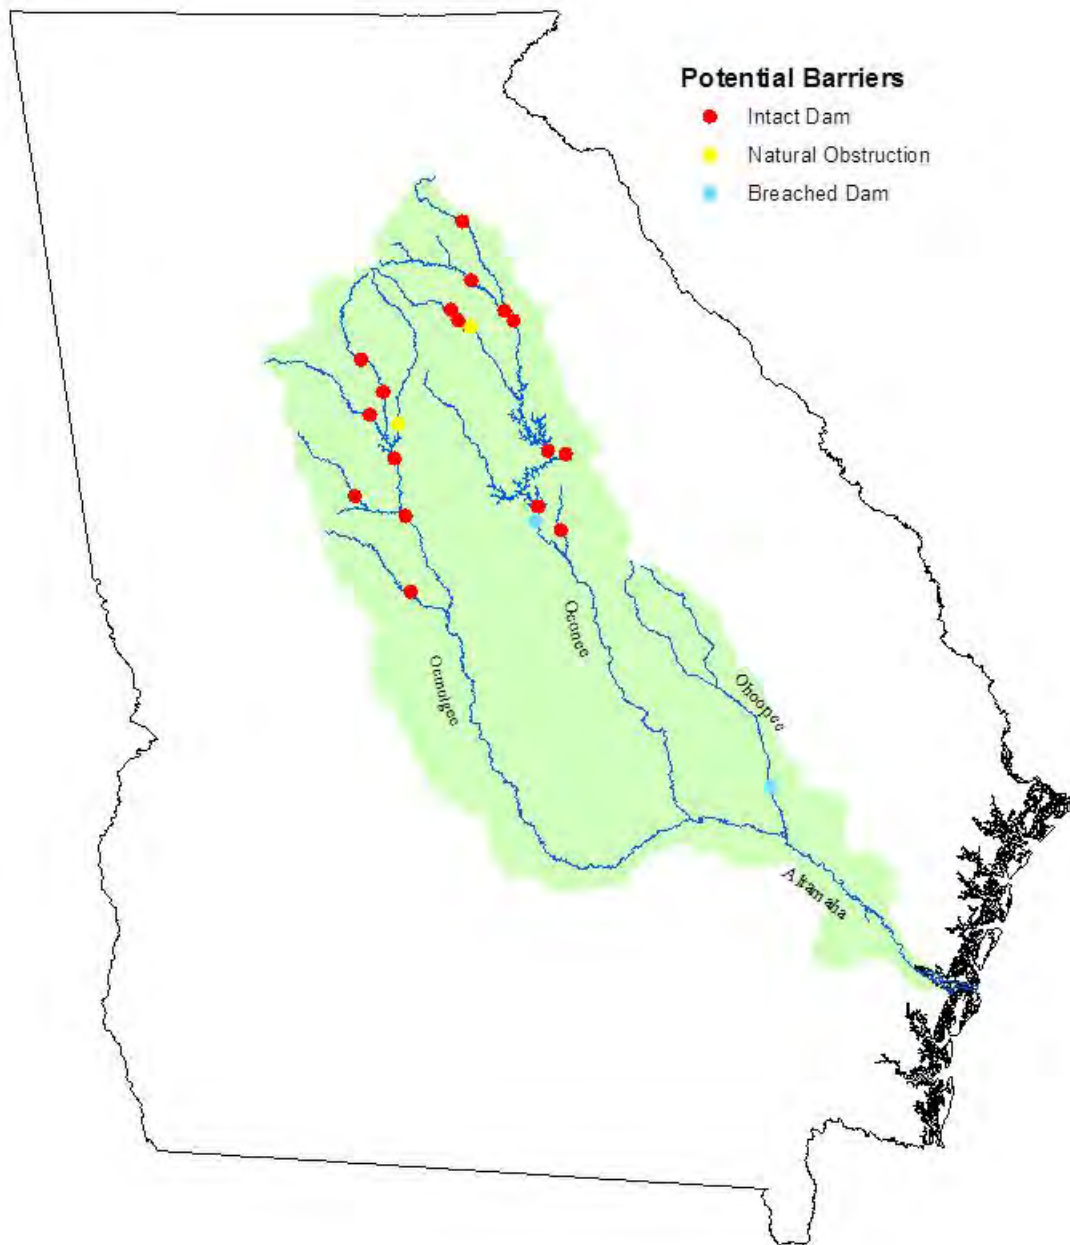 Potential Barriers
Intact Dam
Natural Obstruction
Breached Dam
Oconee
Ocmulgee
Ohoopee
Altamaha